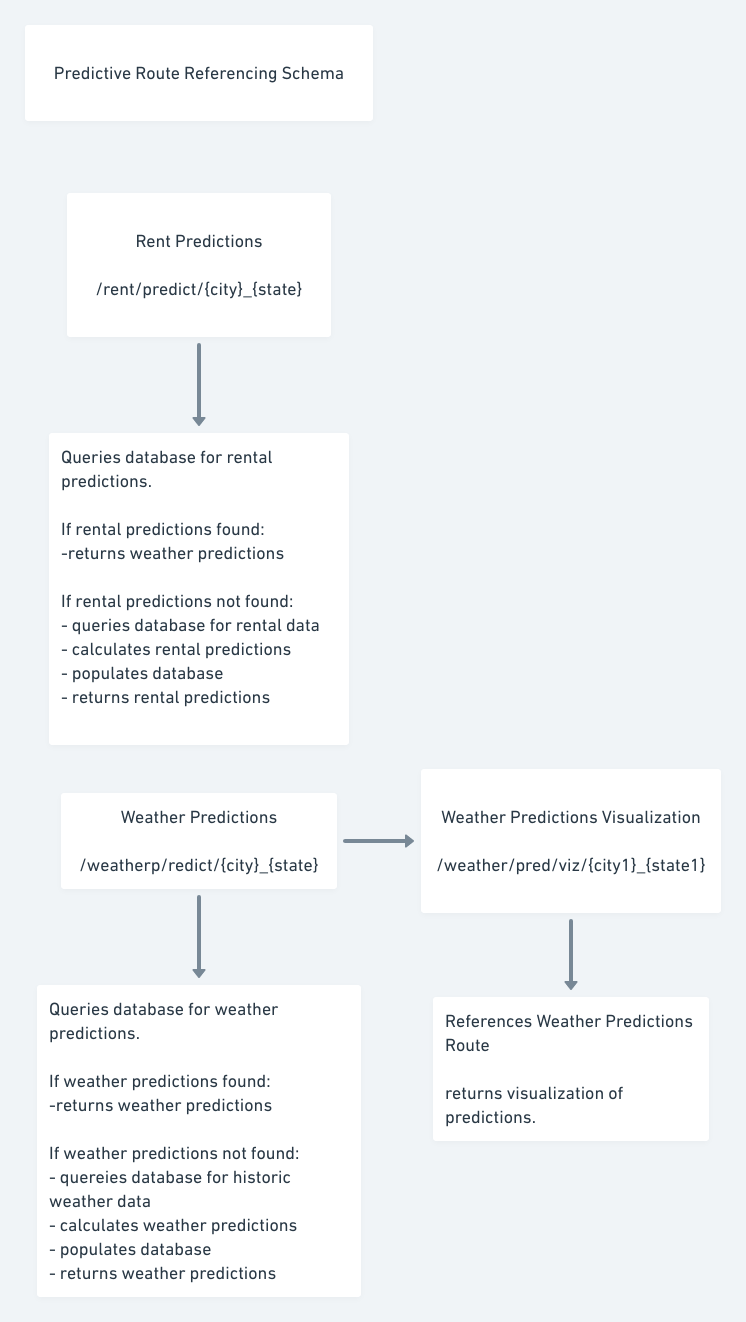 Predictive Route Referencing Schema
Rent Predictions
/rent/predict/{city}_{state}
Queries database for rental
predictions.
If rental predictions found:
-returns weather predictions
If rental predictions not found:
- queries database for rental data
- calculates rental predictions
- populates database
- returns rental predictions
Weather Predictions
/weatherp/redict/{city}_{state}
Weather Predictions Visualization
/weather/pred/viz/{city1}_{state1}
Queries database for weather
predictions.
If weather predictions found:
-returns weather predictions
If weather predictions not found:
- quereies database for historic
weather data
- calculates weather predictions
- populates database
- returns weather predictions
References Weather Predictions
Route
returns visualization of
predictions.